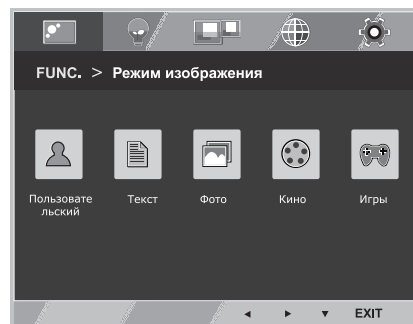 FUNC. > Режим изображения
Пользовате
льский
Текст
Фото
Кино
Игры
EXIT